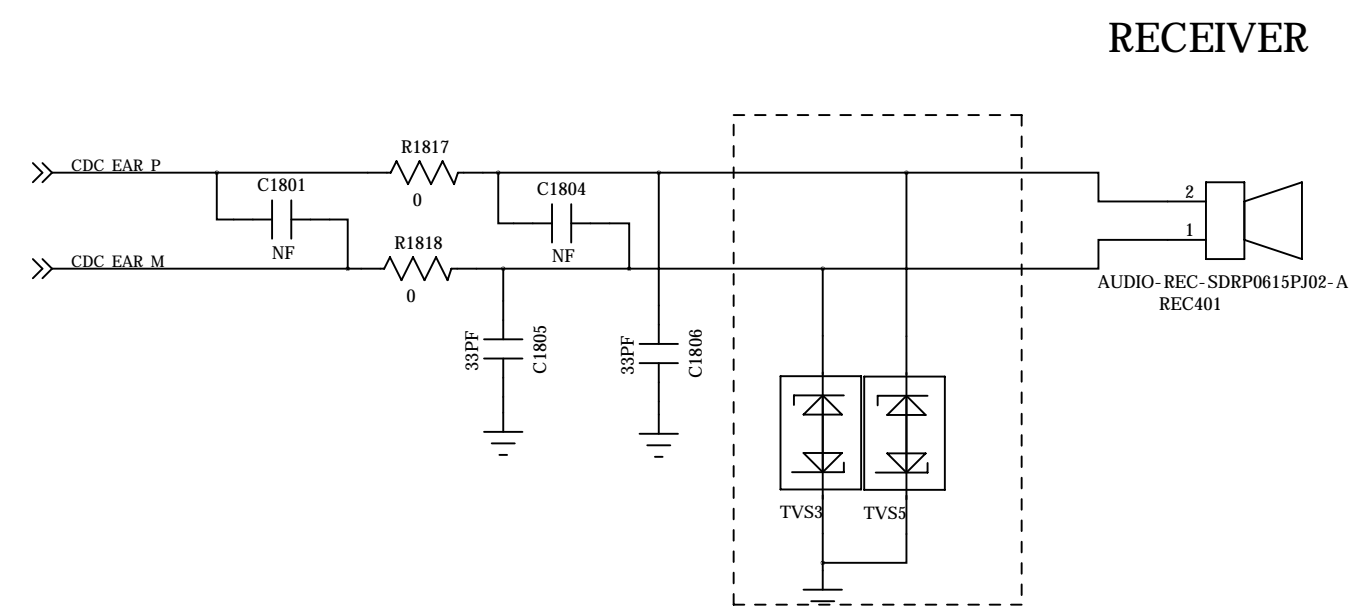 RECEIVER
R1817
CDC_EAR_P
C1801
C1804
0
2
R1818
1
NF
NF
CDC_EAR_M
AUDIO-REC-SDRP0615PJ02-A
0
REC401
33PF
C1805
33PF
C1806
TVS3
TVS5